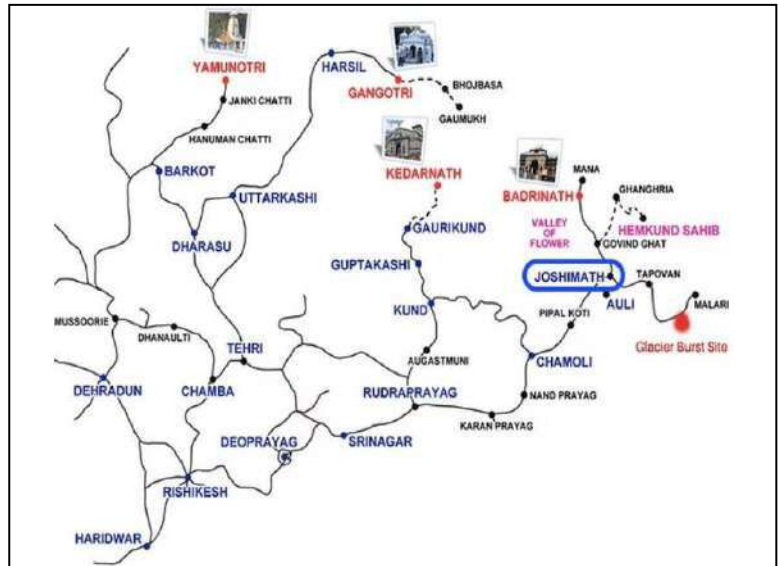 HARSIL
YAMUNOTRI
GANGOTRI
BHOJBASA
JANKI CHATTI
GAUMUKH
HANUMAN CHATTI
KEDARNATH
MANA
BARKOT
BADRINATH
GHANGHRIA
UTTARKASHI
VALLEY
OF
FLOWER
HEMKUND SAHIB
GAURIKUND
DHARASU
GOVIND GHAT
GUPTAKASHI
JOSHIMATH
TAPOVAN
AULI
MALARI
KUND
PIPAL KOTI
MUSSOORIE
DHANAULTI
TEHRI
AUGASTMUNI
CHAMOLI
Glacier Burst Site
DEHRADUN
CHAMBA
RUDRAPRAYAG
NAND PRAYAG
KARAN PRAYAG
DEOPRAYAG
SRINAGAR
RISHIKESH
HARIDWAR